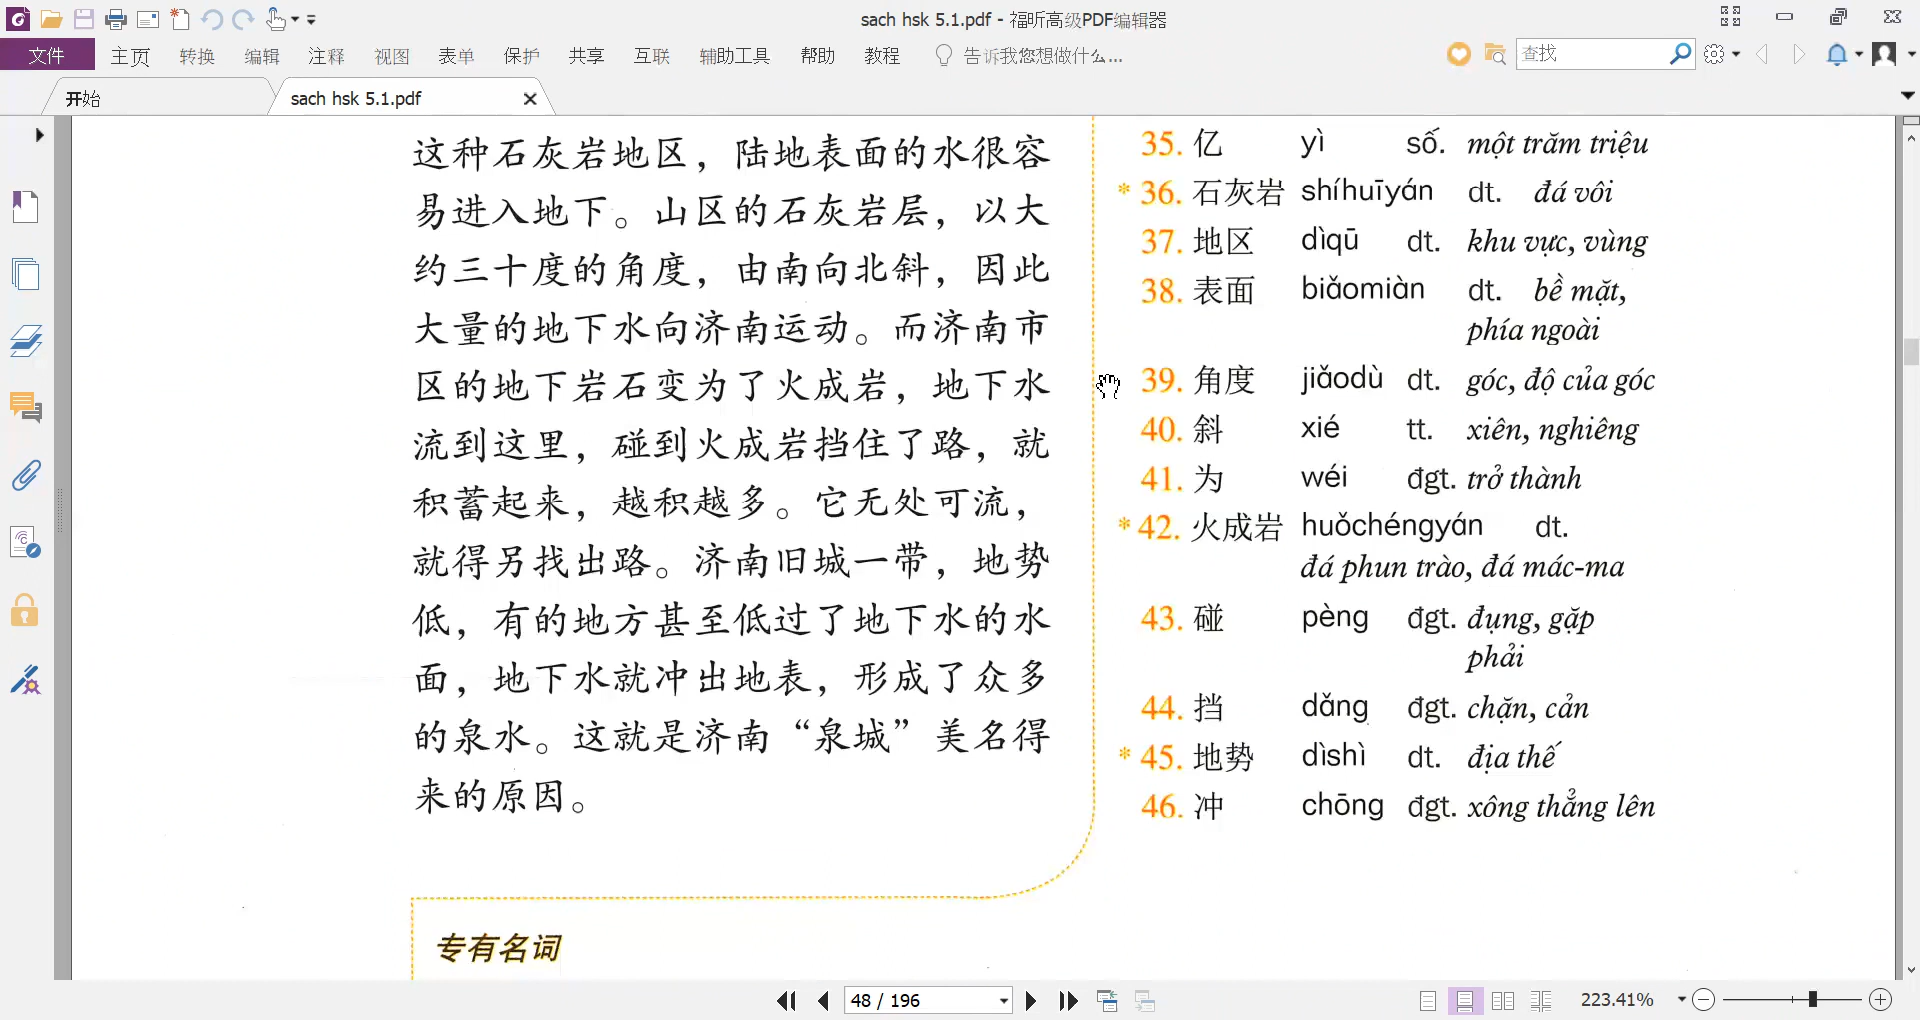 sach hsk 5.1.pdf - 福昕高级PDF编辑器
文件 主页 转换 编辑 注释 视图 表单 保护 共享 互联 辅助工具 帮助 教程 告诉我您想做什么... 查找
开始 sach hsk 5.1.pdf
这种石灰岩地区，陆地表面的水很容
易进入地下。山区的石灰岩层，以大
约三十度的角度，由南向北斜，因此
大量的地下水向济南运动。而济南市
区的地下岩石变为了火成岩，地下水
流到这里，碰到火成岩挡住了路，就
积蓄起来，越积越多。它无处可流，
就得另找出路。济南旧城一带，地势
低，有的地方甚至低过了地下水的水
面，地下水就冲出地表，形成了众多
的泉水。这就是济南“泉城”美名得
来的原因。
35. 亿 yì số. một trăm triệu
* 36. 石灰岩 shíhuīyán dt. đá vôi
37. 地区 dìqū dt. khu vực, vùng
38. 表面 biǎomiàn dt. bề mặt,
phía ngoài
39. 角度 jiǎodù dt. góc, độ của góc
40. 斜 xié tt. xiên, nghiêng
41. 为 wéi đgt. trở thành
* 42. 火成岩 huǒchéngyán dt.
đá phun trào, đá mác-ma
43. 碰 pèng đgt. đụng, gặp
phải
44. 挡 dǎng đgt. chặn, cản
* 45. 地势 dìshì dt. địa thế
46. 冲 chōng đgt. xông thẳng lên
专有名词
48 / 196 223.41%